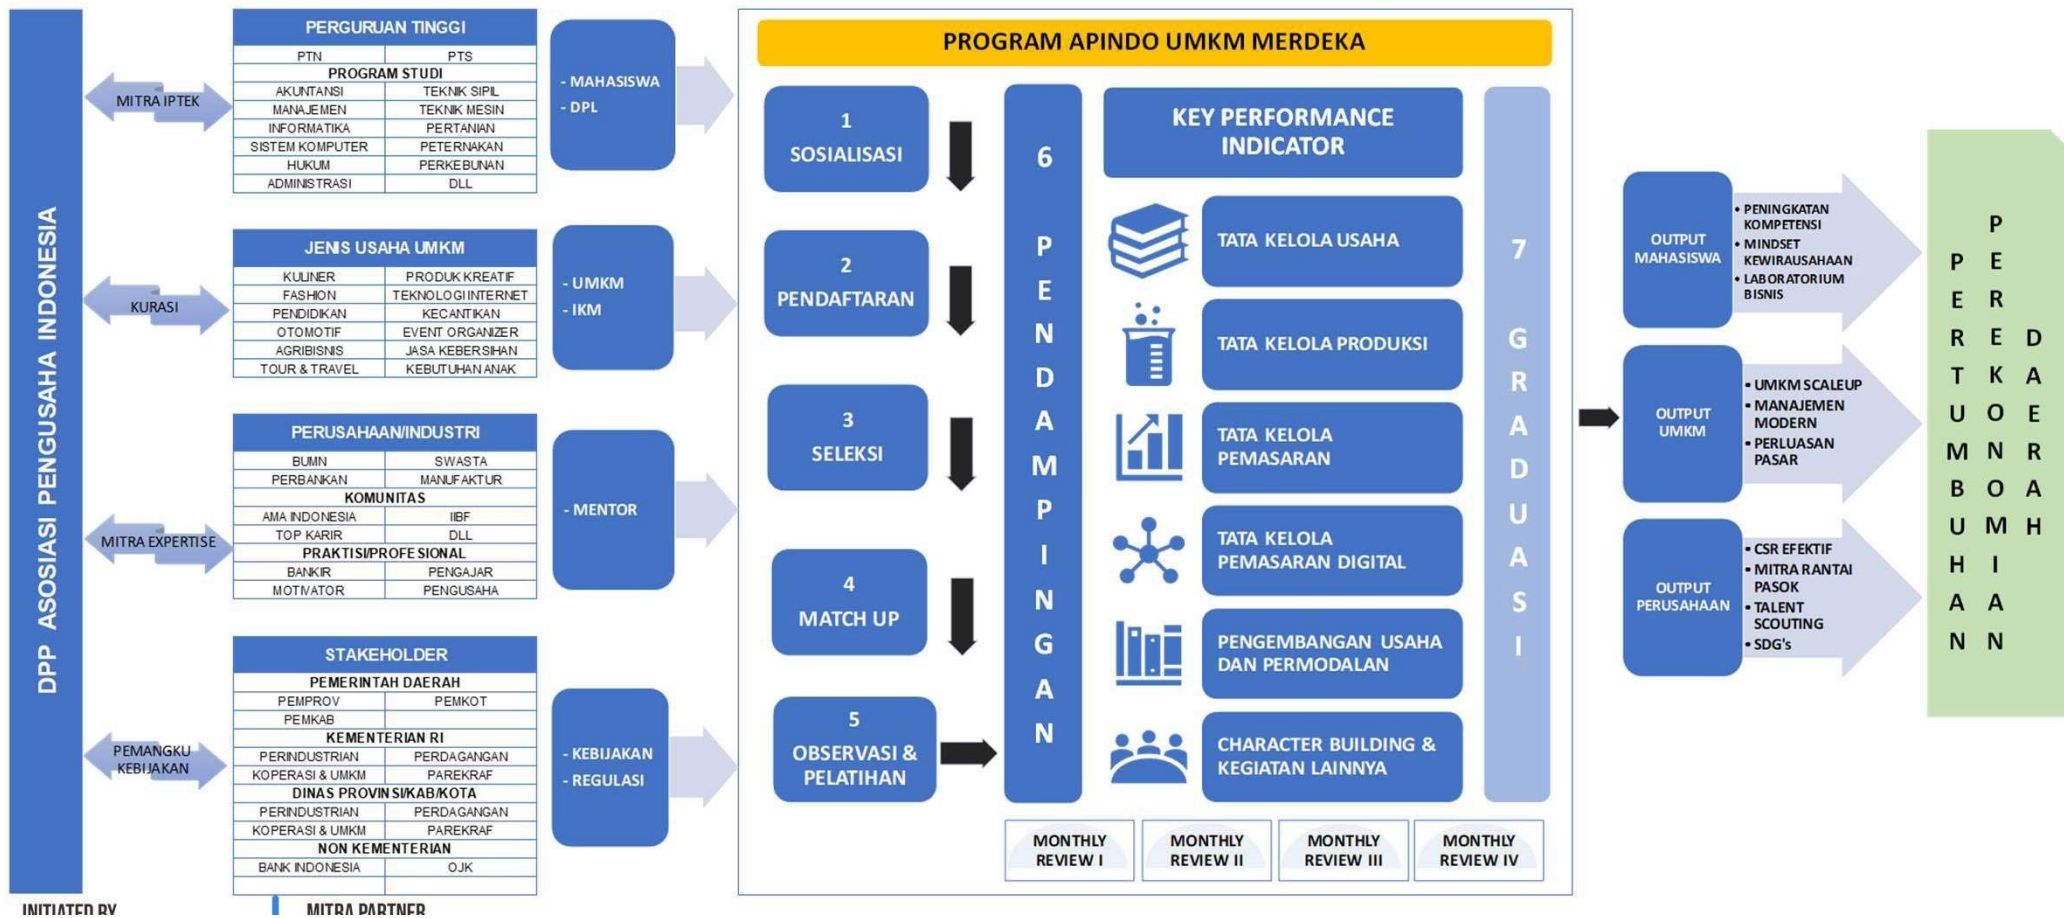 DPP ASOSIASI PENGUSAHA INDONESIA
MITRA IPTEK
KURASI
MITRA EXPERTISE
PEMANGKU
KEBIJAKAN
PERGURUAN TINGGI
PTN PTS
PROGRAM STUDI
AKUNTANSI TEKNIK SIPIL
MANAJEMEN TEKNIK MESIN
INFORMATIKA PERTANIAN
SISTEM KOMPUTER PETERNAKAN
HUKUM PERKEBUNAN
ADMINISTRASI DLL
- MAHASISWA
- DPL
JENIS USAHA UMKM
KULINER PRODUK KREATIF
FASHION TEKNOLOGI INTERNET
PENDIDIKAN KECANTIKAN
OTOMOTIF EVENT ORGANIZER
AGRIBISNIS JASA KEBERSIHAN
TOUR & TRAVEL KEBUTUHAN ANAK
- UMKM
- IKM
PERUSAHAAN/INDUSTRI
BUMN SWASTA
PERBANKAN MANUFAKTUR
KOMUNITAS
AMA INDONESIA IIBF
TOP KARIR DLL
PRAKTISI/PROFESIONAL
BANKIR PENGAJAR
MOTIVATOR PENGUSAHA
- MENTOR
STAKEHOLDER
PEMERINTAH DAERAH
PEMPROV PEMKOT
PEMKAB
KEMENTERIAN RI
PERINDUSTRIAN PERDAGANGAN
KOPERASI & UMKM PAREKRAF
DINAS PROVINSI/KAB/KOTA
PERINDUSTRIAN PERDAGANGAN
KOPERASI & UMKM PAREKRAF
NON KEMENTERIAN
BANK INDONESIA OJK
- KEBIJAKAN
- REGULASI
PROGRAM APINDO UMKM MERDEKA
1
SOSIALISASI
2
PENDAFTARAN
3
SELEKSI
4
MATCH UP
5
OBSERVASI &
PELATIHAN
6 PENDAMPINGAN
KEY PERFORMANCE
INDICATOR
TATA KELOLA USAHA
TATA KELOLA PRODUKSI
TATA KELOLA
PEMASARAN
TATA KELOLA
PEMASARAN DIGITAL
PENGEMBANGAN USAHA
DAN PERMODALAN
CHARACTER BUILDING &
KEGIATAN LAINNYA
7 GRADUASI
MONTHLY
REVIEW I
MONTHLY
REVIEW II
MONTHLY
REVIEW III
MONTHLY
REVIEW IV
OUTPUT
MAHASISWA
• PENINGKATAN
KOMPETENSI
• MINDSET
KEWIRAUSAHAAN
• LABORATORIUM
BISNIS
OUTPUT
UMKM
• UMKM SCALEUP
• MANAJEMEN
MODERN
• PERLUASAN
PASAR
OUTPUT
PERUSAHAAN
• CSR EFEKTIF
• MITRA RANTAI
PASOK
• TALENT
SCOUTING
• SDG's
PERTUMBUHAN
PEREKONOMIAN
DAERAH
INITIATED BY
MITRA PARTNER